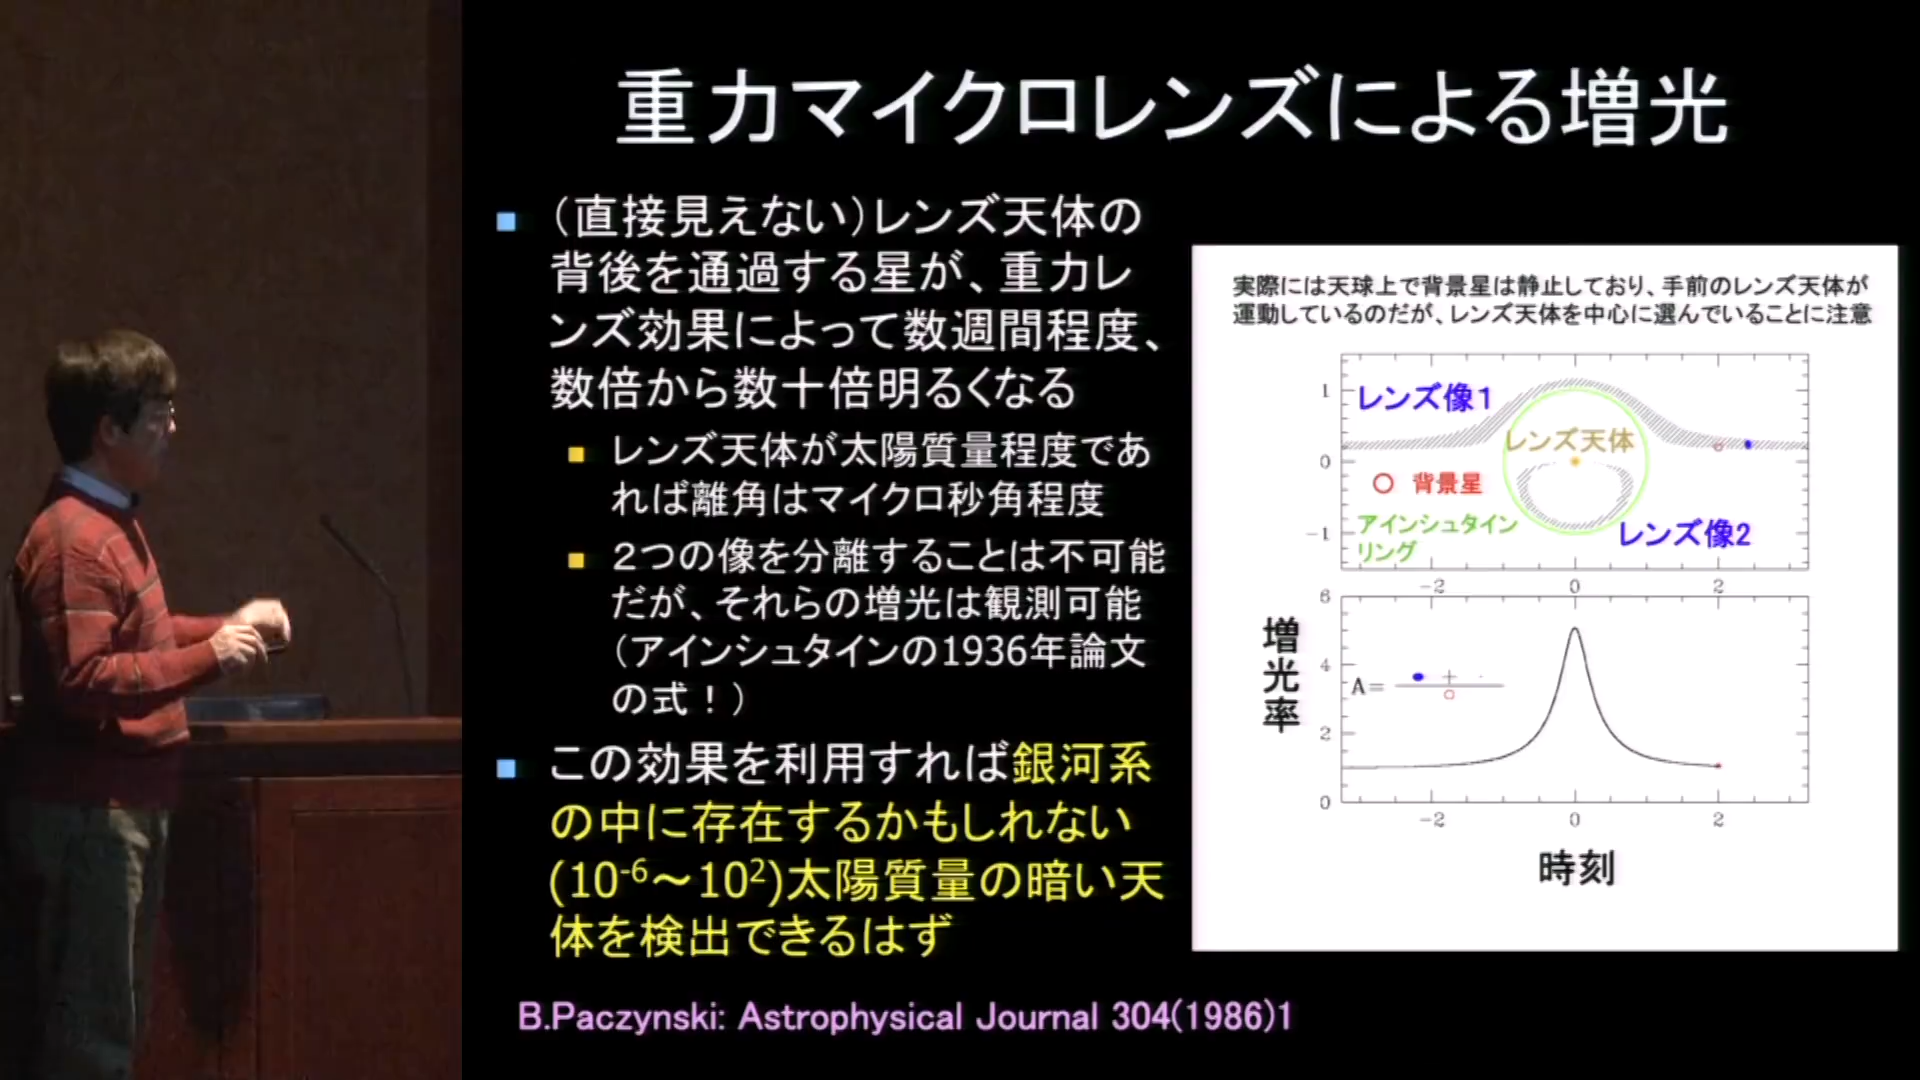 重力マイクロレンズによる増光
（直接見えない）レンズ天体の
背後を通過する星が、重力レ
ンズ効果によって数週間程度、
数倍から数十倍明るくなる
レンズ天体が太陽質量程度であ
れば離角はマイクロ秒角程度
２つの像を分離することは不可能
だが、それらの増光は観測可能
（アインシュタインの1936年論文
の式！）
この効果を利用すれば銀河系
の中に存在するかもしれない
(10⁻⁶～10²)太陽質量の暗い天
体を検出できるはず
B.Paczynski: Astrophysical Journal 304(1986)1
実際には天球上で背景星は静止しており、手前のレンズ天体が
運動しているのだが、レンズ天体を中心に選んでいることに注意
1
0
-1
レンズ像1
レンズ天体
背景星
アインシュタイン
リング
レンズ像2
-2 0 2
増光率
6
4
2
0
A= +
-2 0 2
時刻